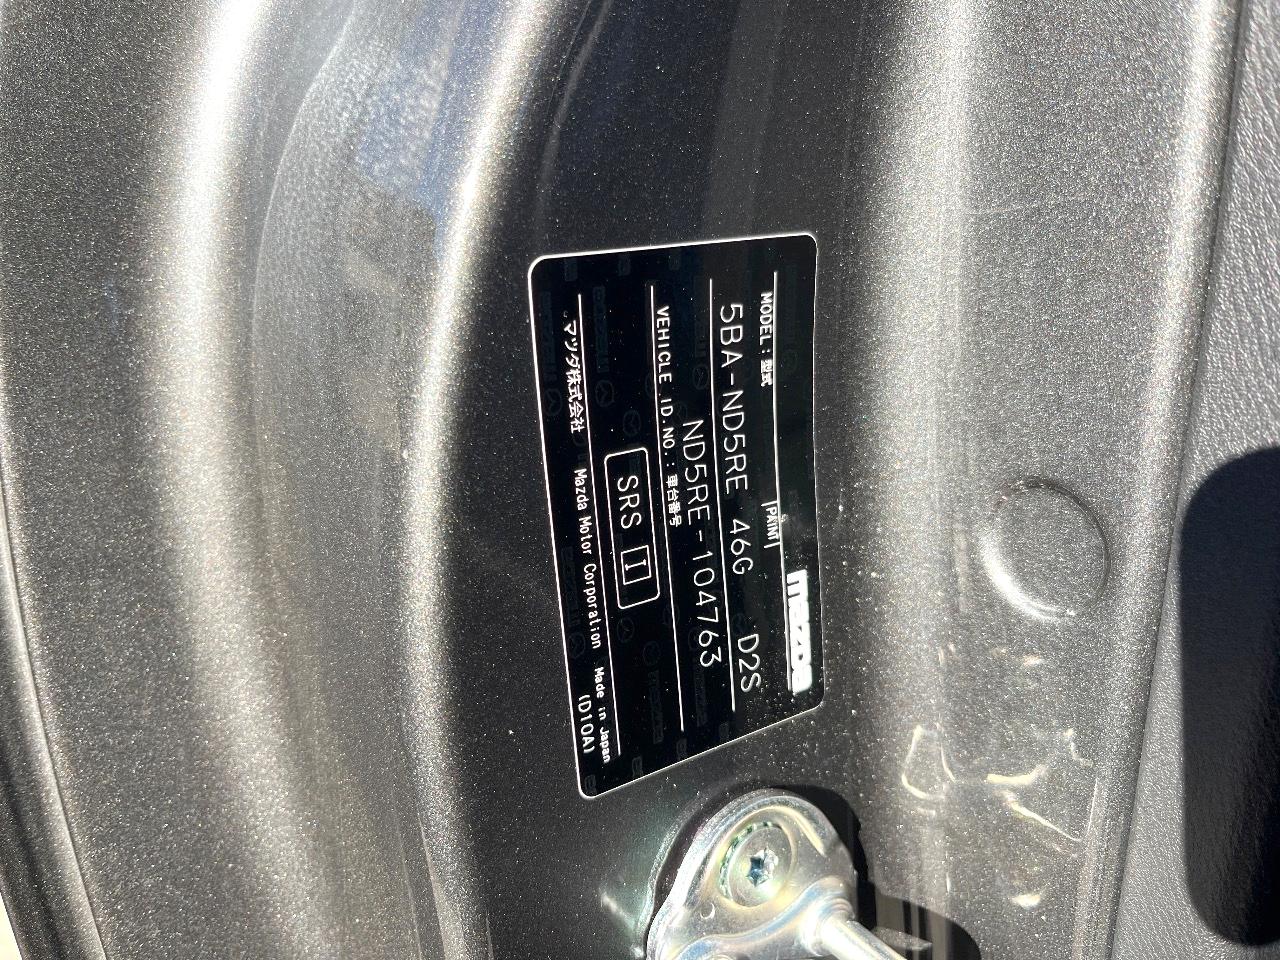 mazda
MODEL：型式
PAINT
5BA-ND5RE 46G D2S
VEHICLE ID.NO.：車台番号
ND5RE-104763
SRS I
マツダ株式会社 Mazda Motor Corporation Made in Japan
(D10A)